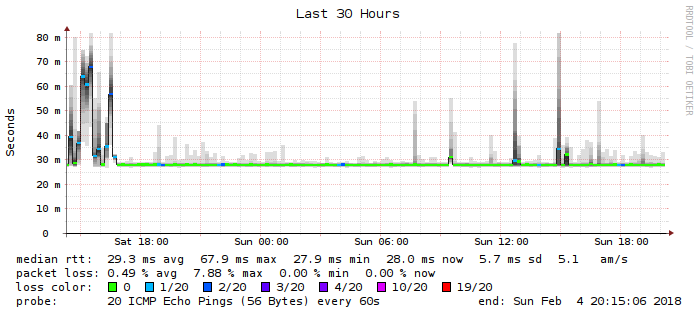 Last 30 Hours
RRDTOOL / TOBI OETIKER
Seconds
80 m
70 m
60 m
50 m
40 m
30 m
20 m
10 m
0
Sat 18:00 Sun 00:00 Sun 06:00 Sun 12:00 Sun 18:00
median rtt: 29.3 ms avg 67.9 ms max 27.9 ms min 28.0 ms now 5.7 ms sd 5.1 am/s
packet loss: 0.49 % avg 7.88 % max 0.00 % min 0.00 % now
loss color: 0 1/20 2/20 3/20 4/20 10/20 19/20
probe: 20 ICMP Echo Pings (56 Bytes) every 60s end: Sun Feb 4 20:15:06 2018